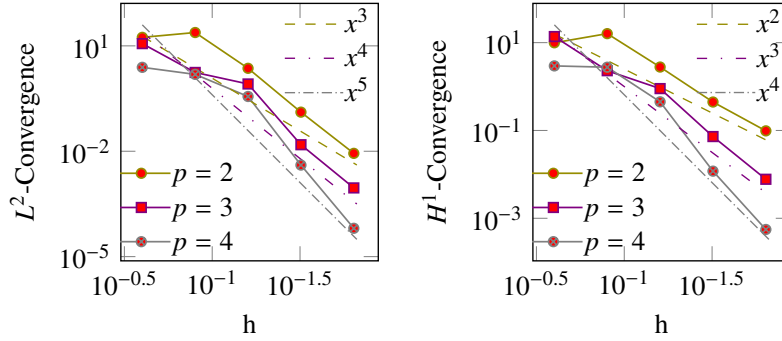 L²-Convergence
10¹
10⁻²
10⁻⁵
x³
x⁴
x⁵
p = 2
p = 3
p = 4
10⁻⁰·⁵
10⁻¹
10⁻¹·⁵
h
H¹-Convergence
10¹
10⁻¹
10⁻³
x²
x³
x⁴
p = 2
p = 3
p = 4
10⁻⁰·⁵
10⁻¹
10⁻¹·⁵
h